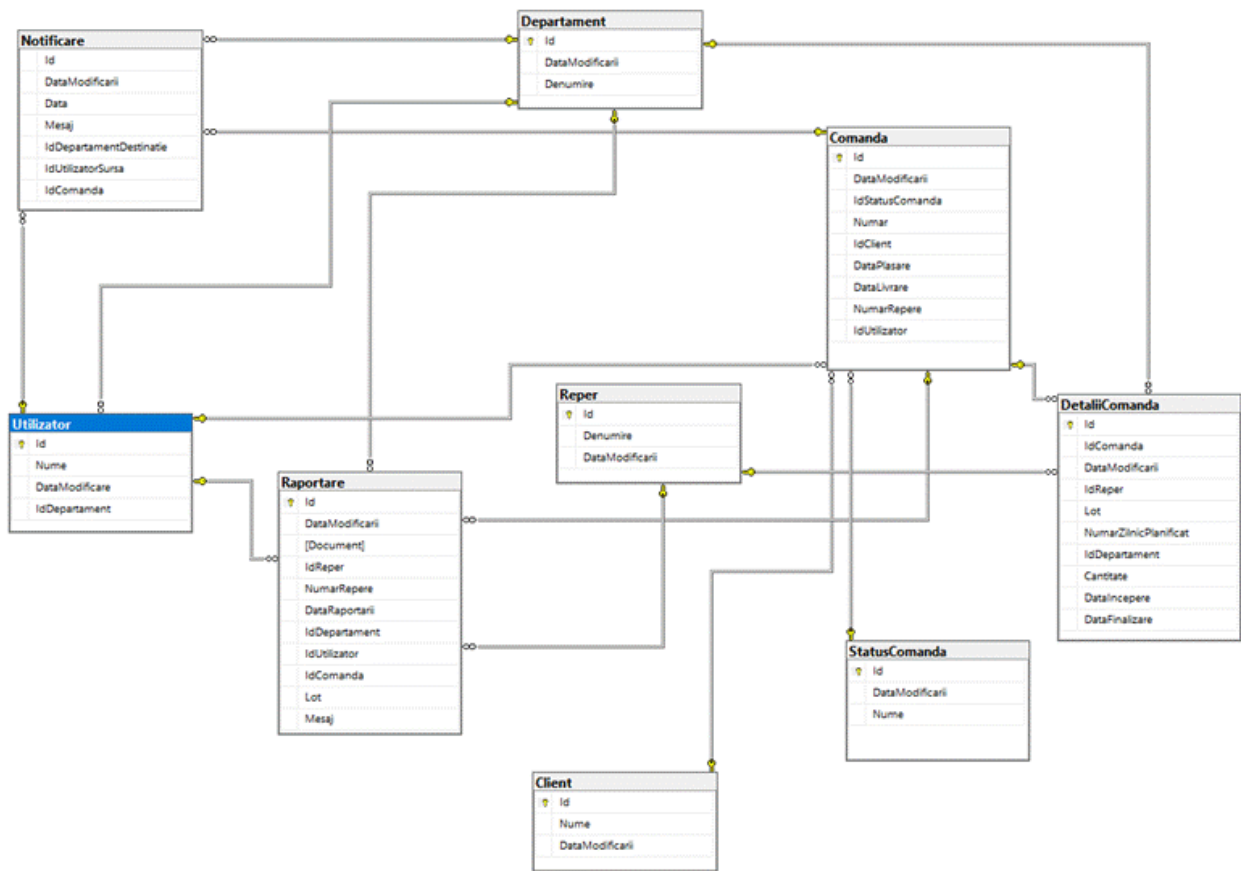 Notificare
Id
DataModificarii
Data
Mesaj
IdDepartamentDestinatie
IdUtilizatorSursa
IdComanda
Departament
Id
DataModificarii
Denumire
Comanda
Id
DataModificarii
IdStatusComanda
Numar
IdClient
DataPlasare
DataLivrare
NumarRepere
IdUtilizator
Utilizator
Id
Nume
DataModificare
IdDepartament
Raportare
Id
DataModificarii
[Document]
IdReper
NumarRepere
DataRaportarii
IdDepartament
IdUtilizator
IdComanda
Lot
Mesaj
Reper
Id
Denumire
DataModificarii
DetaliiComanda
Id
IdComanda
DataModificarii
IdReper
Lot
NumarZilnicPlanificat
IdDepartament
Cantitate
DataIncepere
DataFinalizare
StatusComanda
Id
DataModificarii
Nume
Client
Id
Nume
DataModificarii